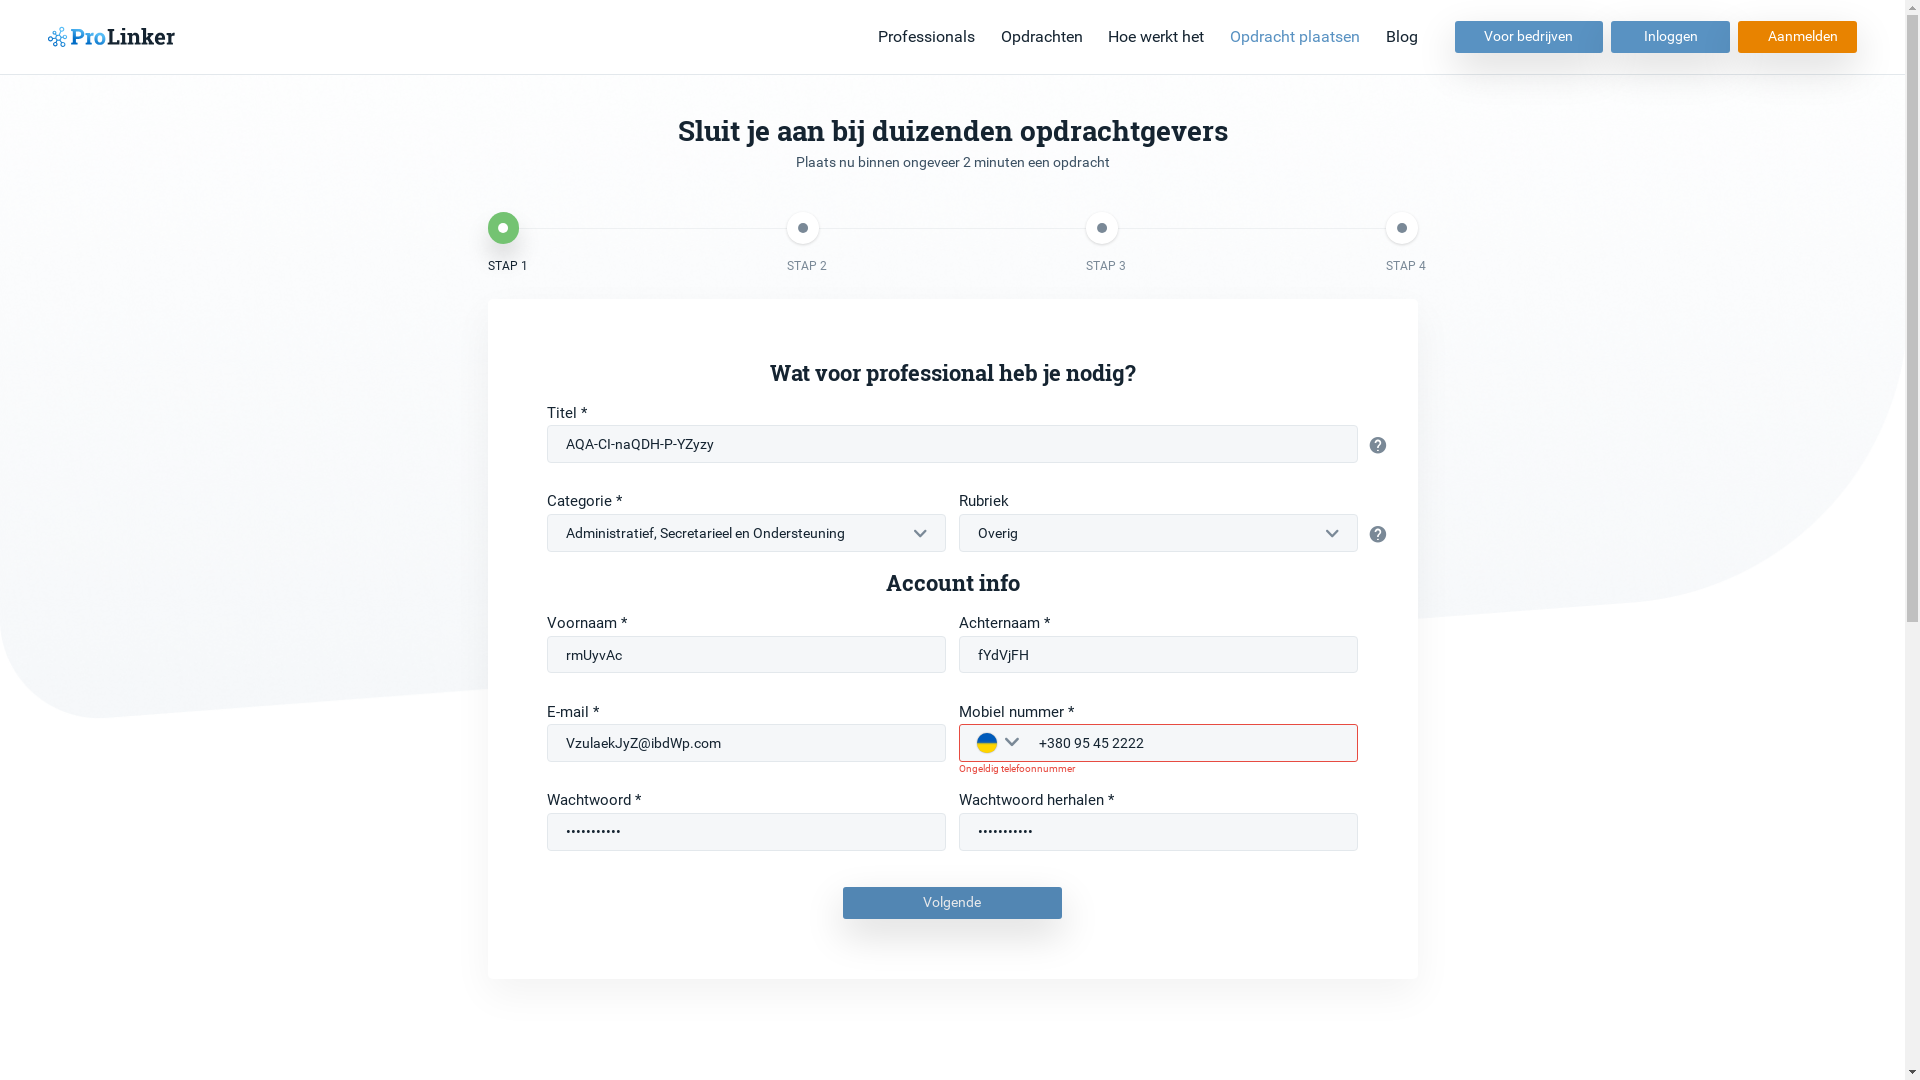 ProLinker
Professionals Opdrachten Hoe werkt het Opdracht plaatsen Blog Voor bedrijven Inloggen Aanmelden
Sluit je aan bij duizenden opdrachtgevers
Plaats nu binnen ongeveer 2 minuten een opdracht
STAP 1 STAP 2 STAP 3 STAP 4
Wat voor professional heb je nodig?
Titel *
AQA-CI-naQDH-P-YZyzy
Categorie * Rubriek
Administratief, Secretarieel en Ondersteuning Overig
Account info
Voornaam * Achternaam *
rmUyvAc fYdVjFH
E-mail * Mobiel nummer *
VzulaekJyZ@ibdWp.com +380 95 45 2222
Ongeldig telefoonnummer
Wachtwoord * Wachtwoord herhalen *
••••••••••• •••••••••••
Volgende